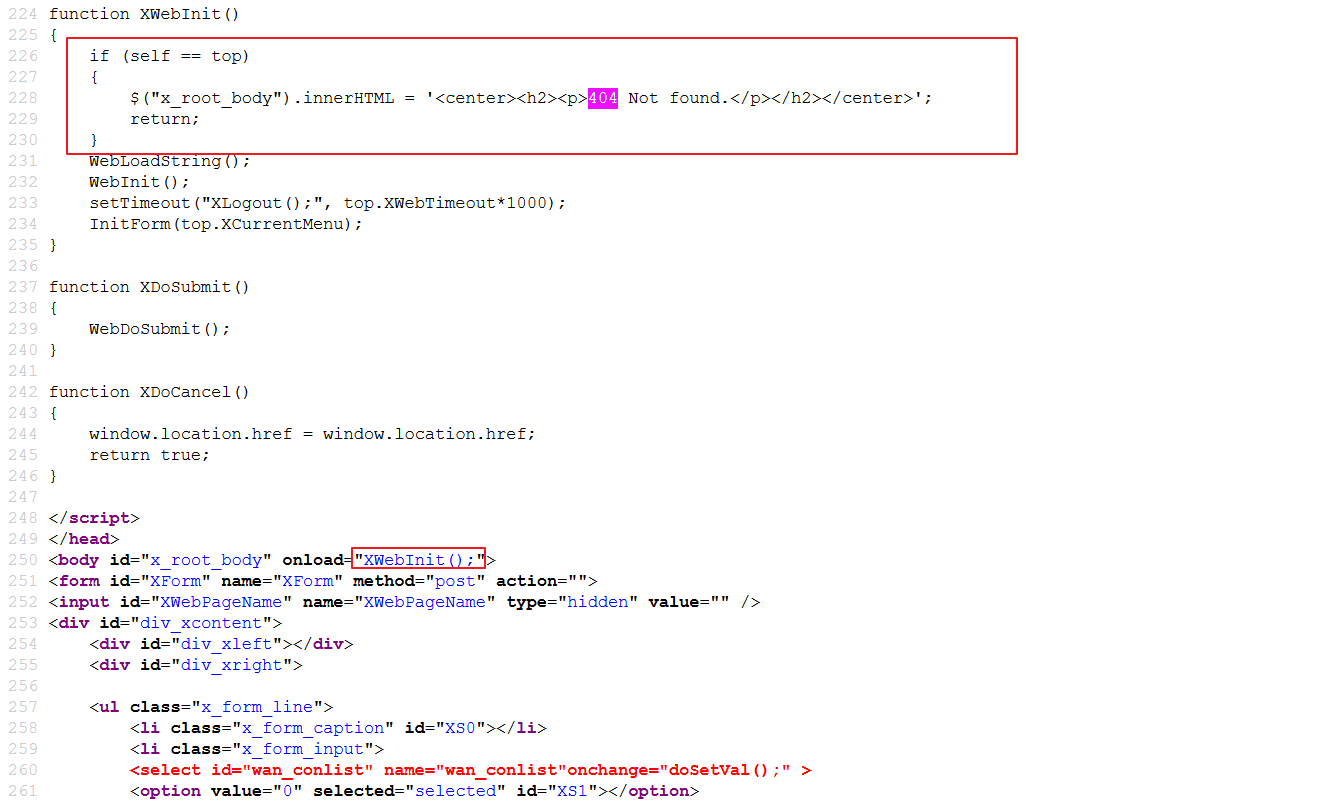 224 function XWebInit()
225 {
226     if (self == top)
227     {
228         $("x_root_body").innerHTML = '<center><h2><p>404 Not found.</p></h2></center>';
229         return;
230     }
231     WebLoadString();
232     WebInit();
233     setTimeout("XLogout();", top.XWebTimeout*1000);
234     InitForm(top.XCurrentMenu);
235 }
236
237 function XDoSubmit()
238 {
239     WebDoSubmit();
240 }
241
242 function XDoCancel()
243 {
244     window.location.href = window.location.href;
245     return true;
246 }
247
248 </script>
249 </head>
250 <body id="x_root_body" onload="XWebInit();">
251 <form id="XForm" name="XForm" method="post" action="">
252 <input id="XWebPageName" name="XWebPageName" type="hidden" value="" />
253 <div id="div_xcontent">
254     <div id="div_xleft"></div>
255     <div id="div_xright">
256
257     <ul class="x_form_line">
258         <li class="x_form_caption" id="XS0"></li>
259         <li class="x_form_input">
260         <select id="wan_conlist" name="wan_conlist"onchange="doSetVal();" >
261         <option value="0" selected="selected" id="XS1"></option>